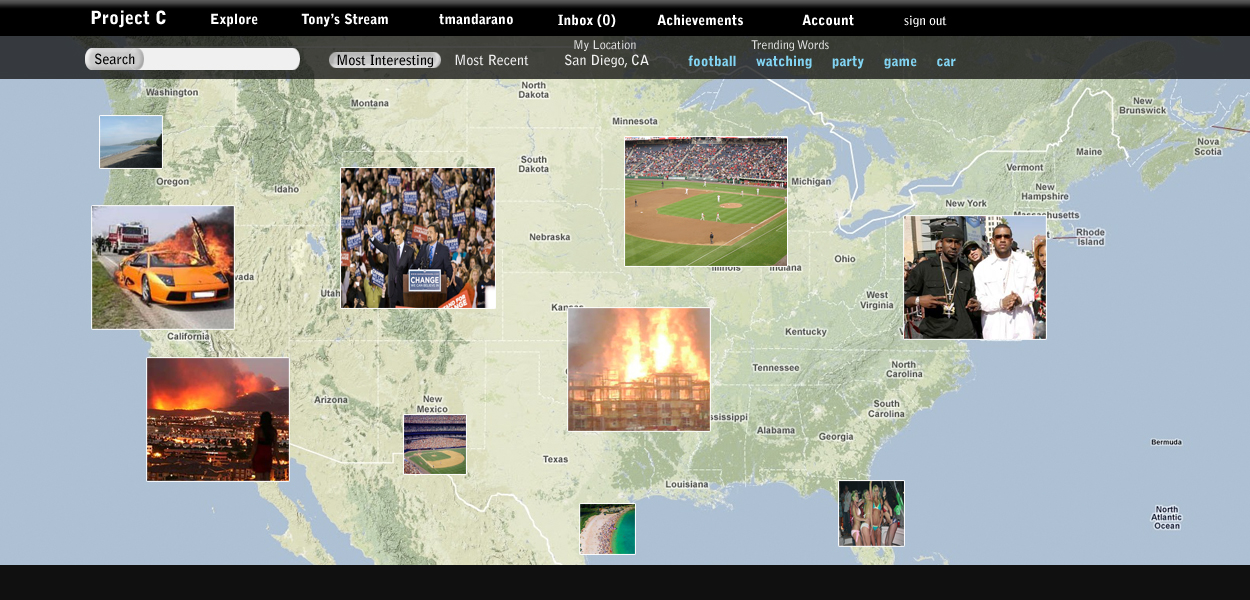 Project C Explore Tony's Stream tmandarano Inbox (0) Achievements Account sign out
My Location Trending Words
Search Most Interesting Most Recent San Diego, CA football watching party game car
Washington
Montana
North
Dakota
Minnesota
New
Brunswick
Nova
Scotia
Maine
Vermont
South
Dakota
Michigan
Oregon
Idaho
New
Hampshire
New York
Massachusetts
Rhode
Island
Nebraska
Ohio
Illinois
Indiana
vada
Utah
CHANGE
West
Virginia
Kansas
Kentucky
California
Tennessee
North
Carolina
Arizona
New
Mexico
South
Carolina
ssissippi
Alabama
Georgia
Bermuda
Texas
Louisiana
North
Atlantic
Ocean